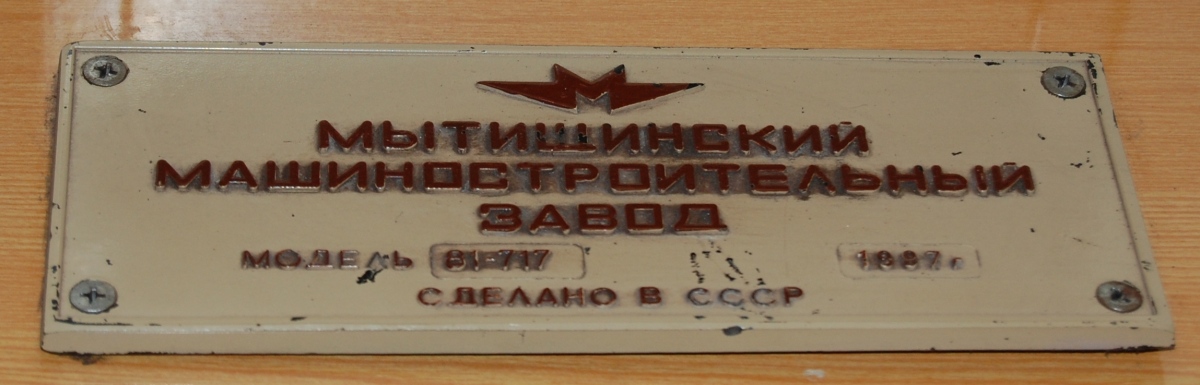 МЫТИЩИНСКИЙ
МАШИНОСТРОИТЕЛЬНЫЙ
ЗАВОД
МОДЕЛЬ 81-717 1987 г
СДЕЛАНО В СССР